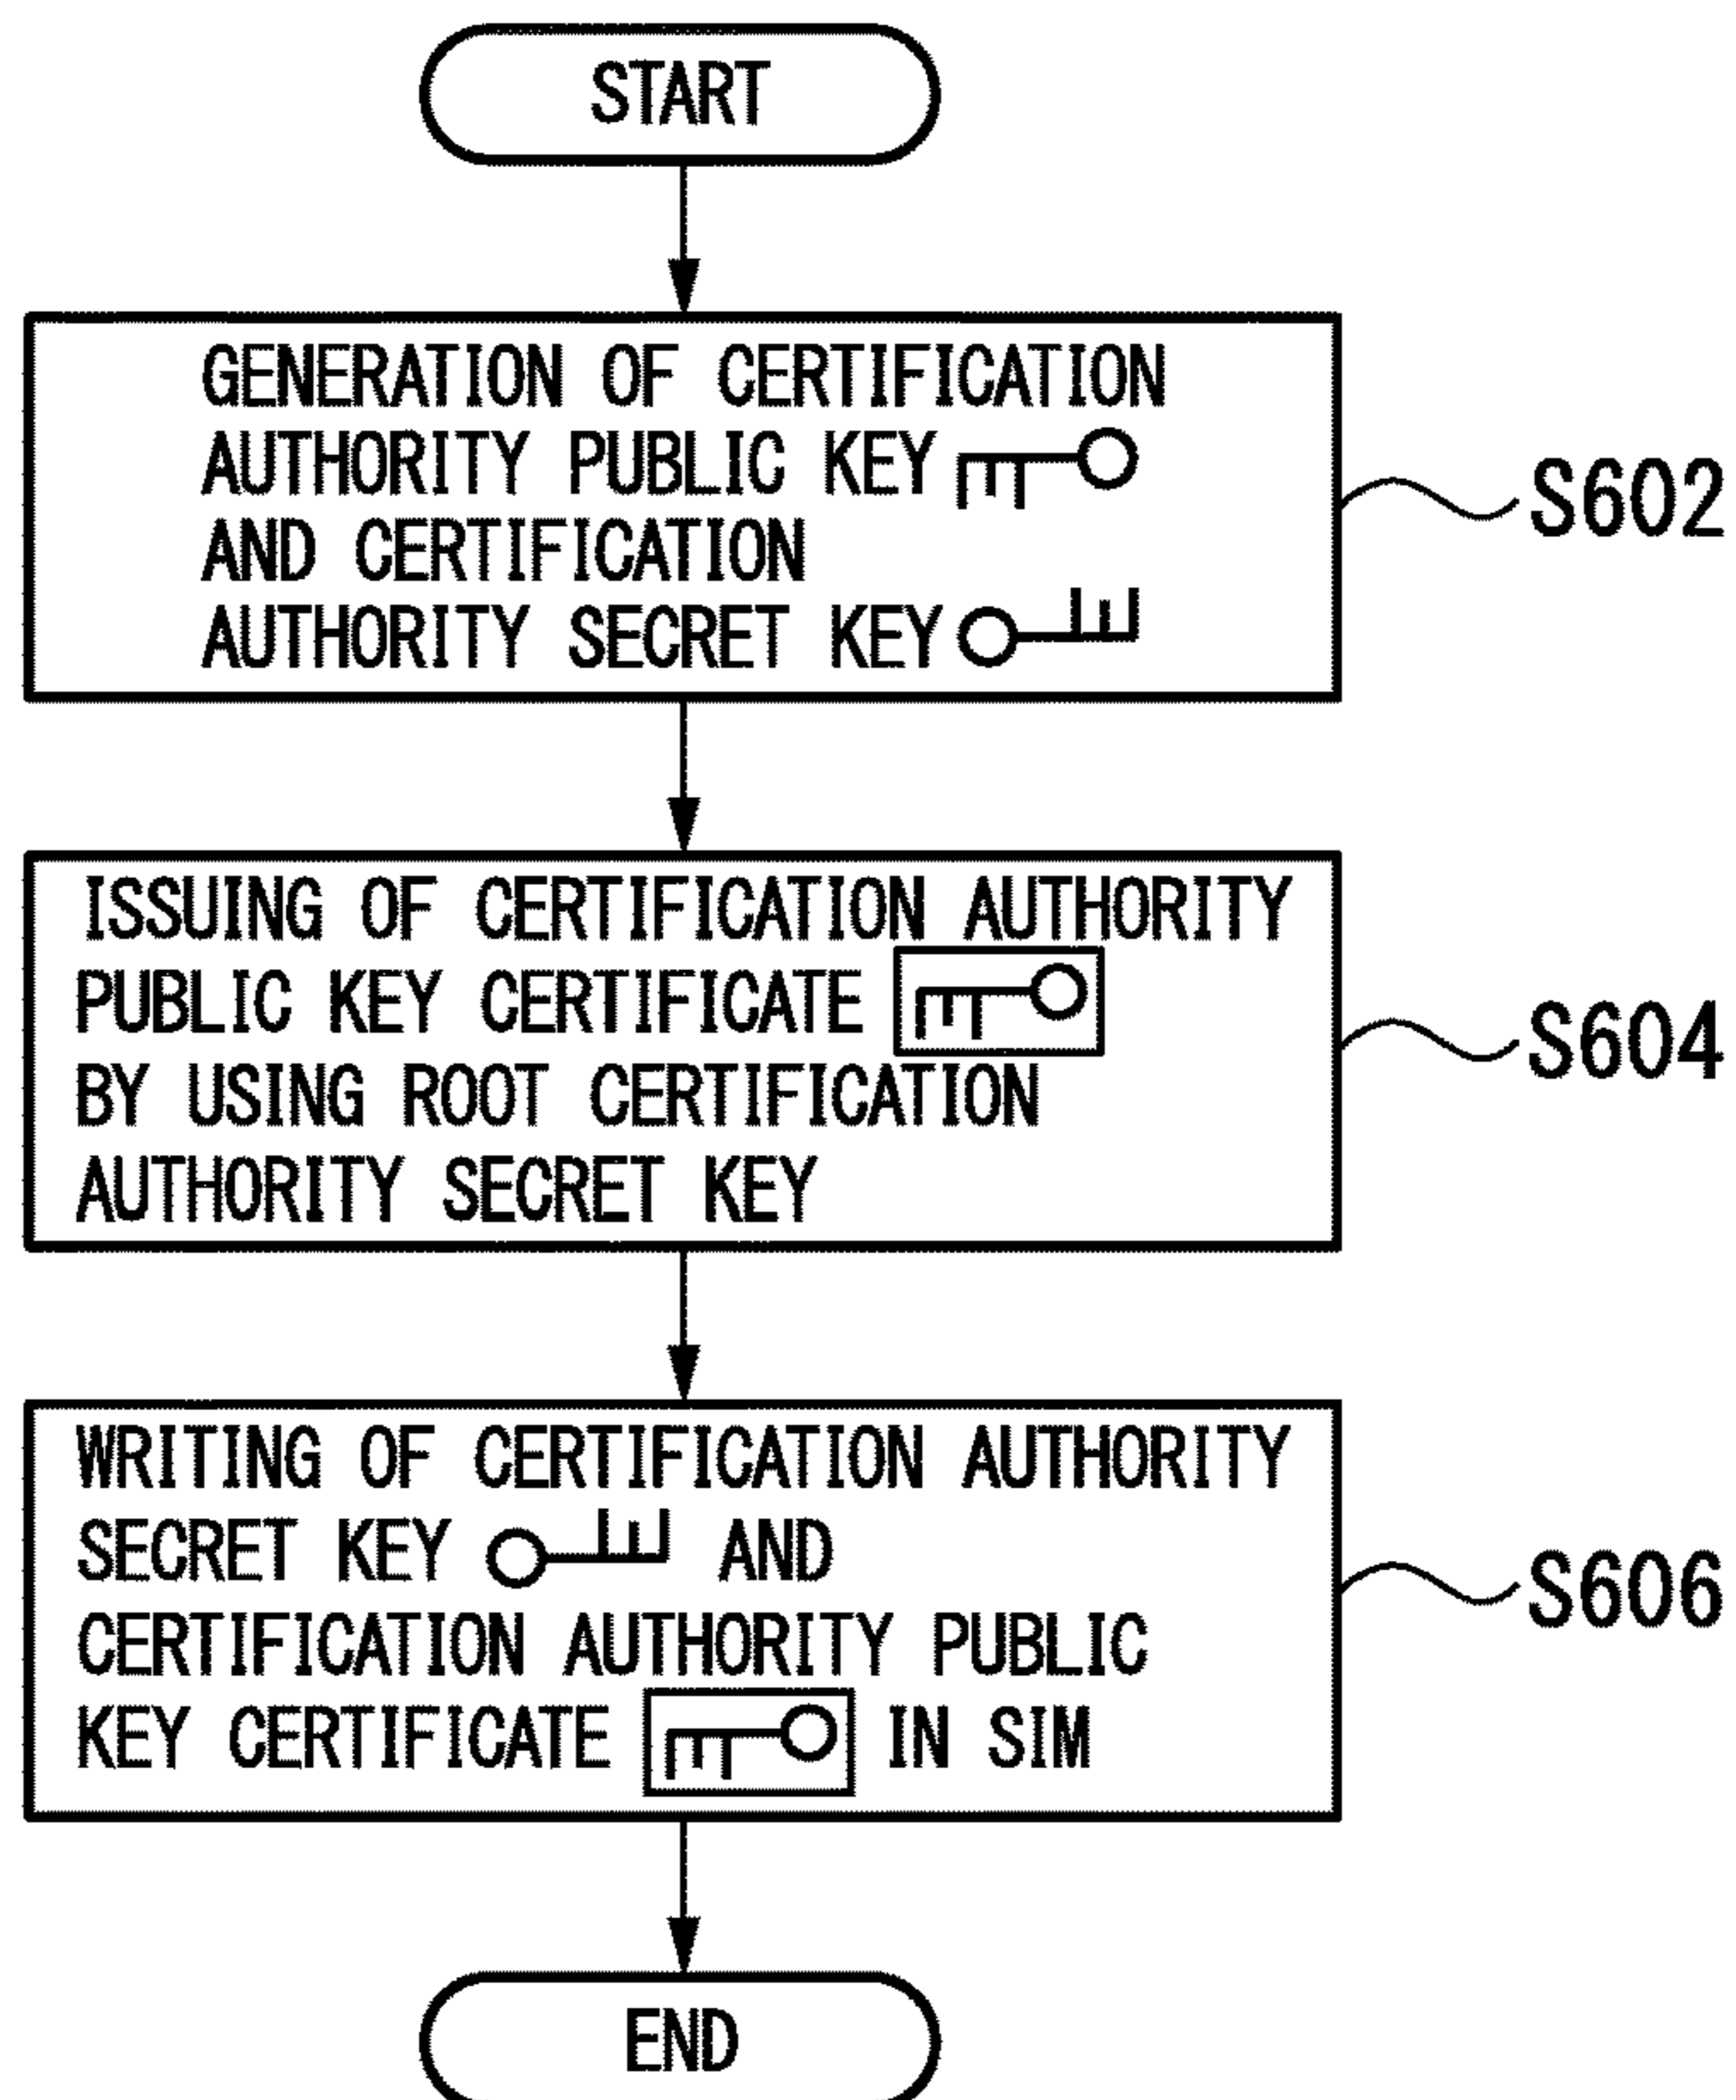 START
GENERATION OF CERTIFICATION
AUTHORITY PUBLIC KEY
AND CERTIFICATION
AUTHORITY SECRET KEY
S602
ISSUING OF CERTIFICATION AUTHORITY
PUBLIC KEY CERTIFICATE
BY USING ROOT CERTIFICATION
AUTHORITY SECRET KEY
S604
WRITING OF CERTIFICATION AUTHORITY
SECRET KEY AND
CERTIFICATION AUTHORITY PUBLIC
KEY CERTIFICATE IN SIM
S606
END